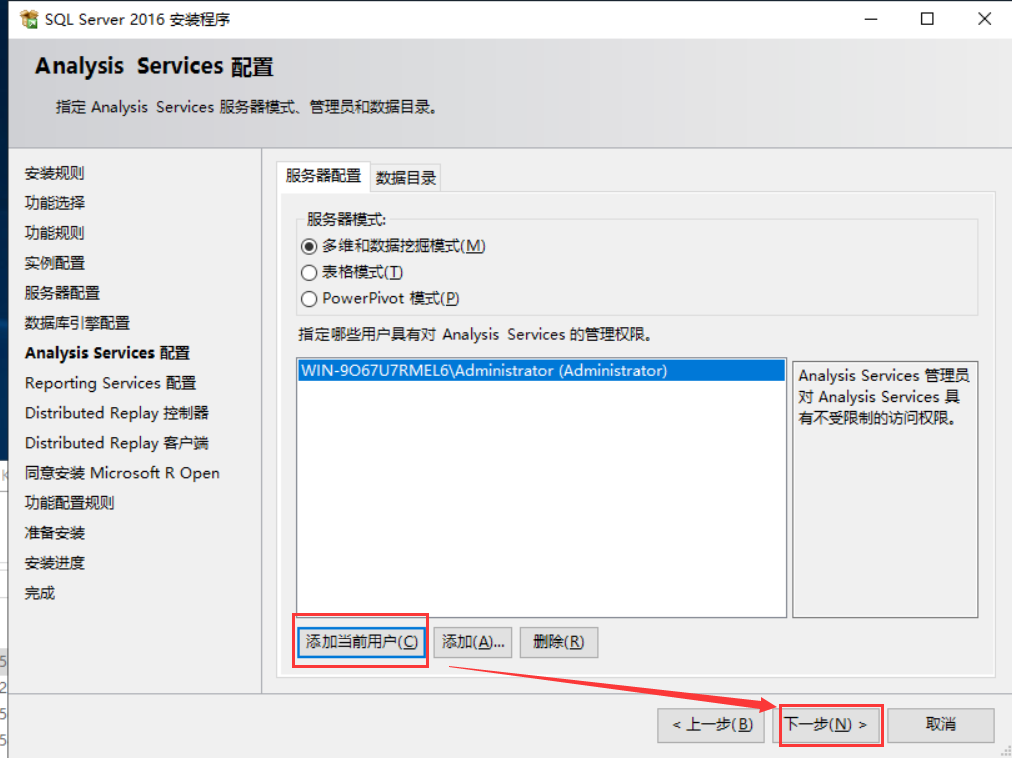 SQL Server 2016 安装程序
Analysis Services 配置
指定 Analysis Services 服务器模式、管理员和数据目录。
安装规则
功能选择
功能规则
实例配置
服务器配置
数据库引擎配置
Analysis Services 配置
Reporting Services 配置
Distributed Replay 控制器
Distributed Replay 客户端
同意安装 Microsoft R Open
功能配置规则
准备安装
安装进度
完成
服务器配置 数据目录
服务器模式:
多维和数据挖掘模式(M)
表格模式(T)
PowerPivot 模式(P)
指定哪些用户具有对 Analysis Services 的管理权限。
WIN-9O67U7RMEL6\Administrator (Administrator)
Analysis Services 管理员
对 Analysis Services 具
有不受限制的访问权限。
添加当前用户(C) 添加(A)... 删除(R)
< 上一步(B) 下一步(N) > 取消